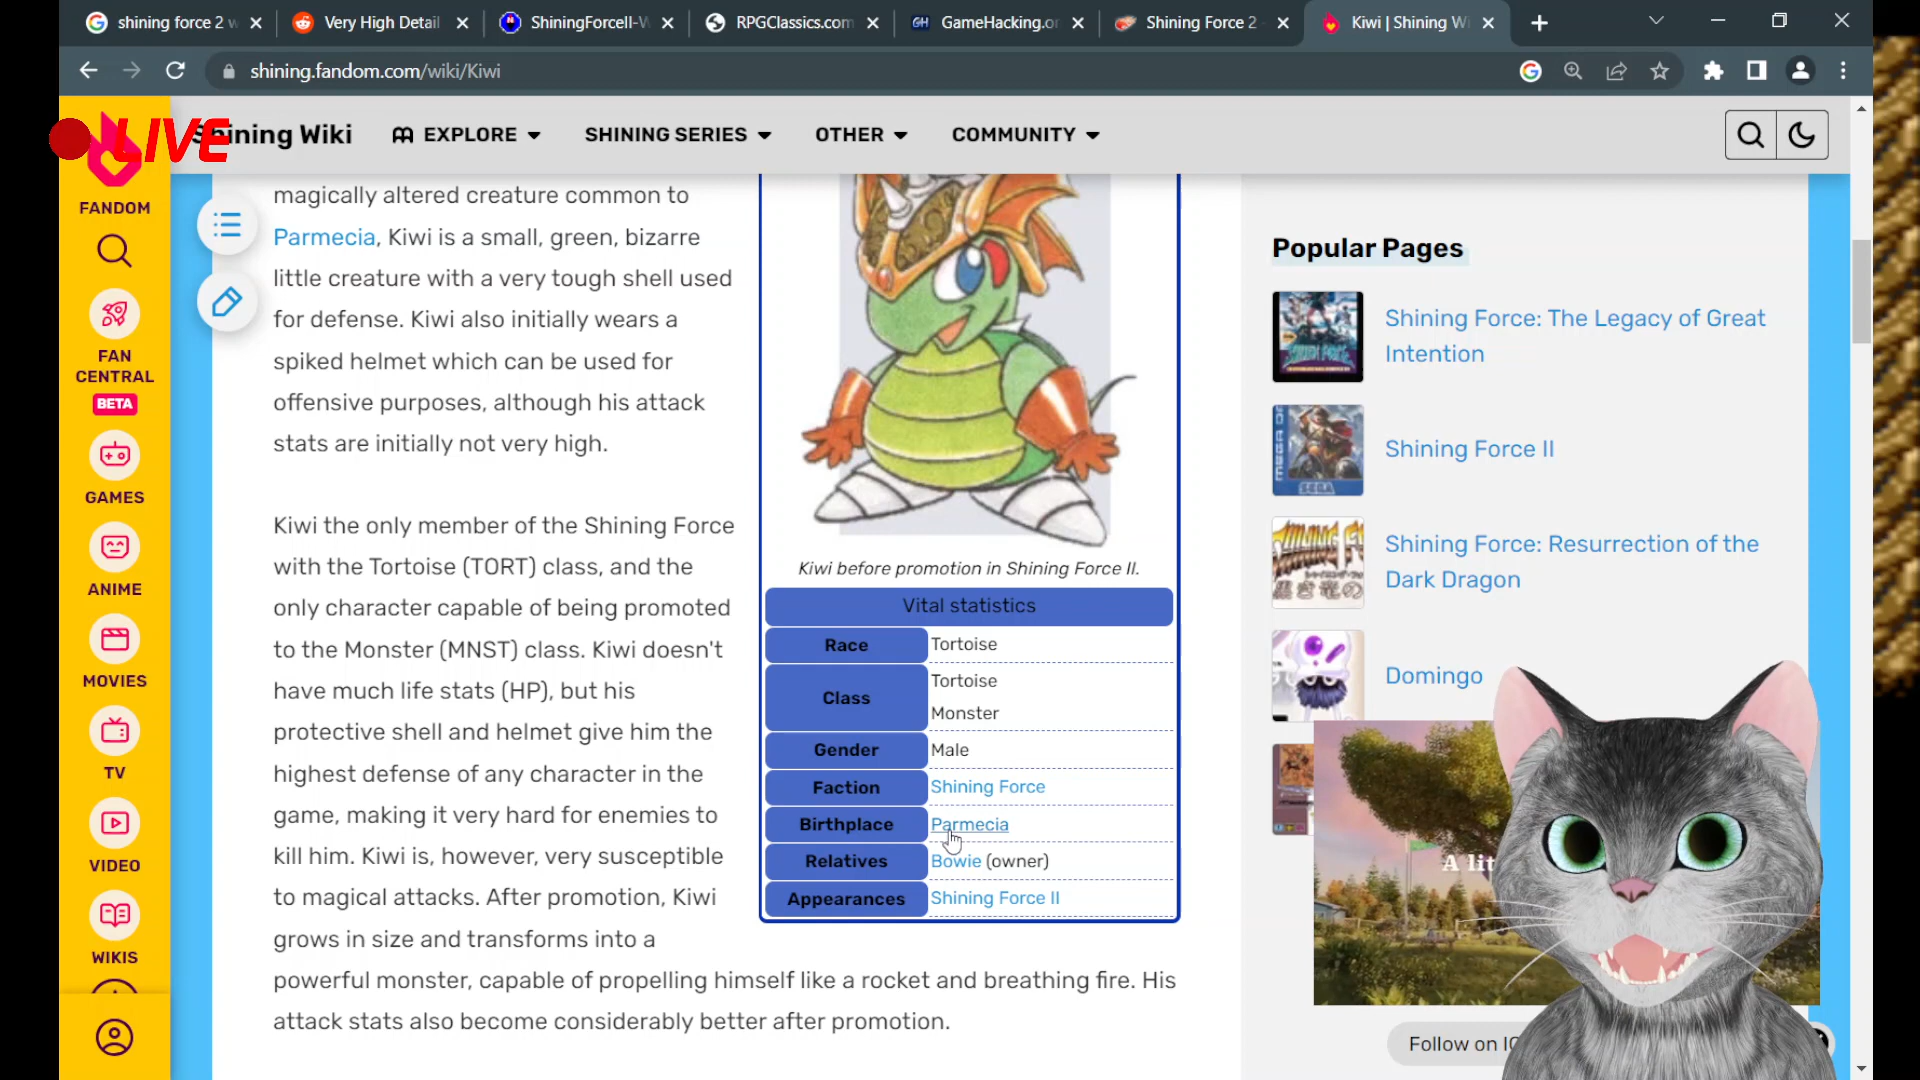 shining force 2 w
Very High Detail
ShiningForceII-W
RPGClassics.com
GameHacking.or
Shining Force 2 -
Kiwi | Shining Wi
shining.fandom.com/wiki/Kiwi
LIVE
Shining Wiki
EXPLORE
SHINING SERIES
OTHER
COMMUNITY
FANDOM
FAN
CENTRAL
BETA
GAMES
ANIME
MOVIES
TV
VIDEO
WIKIS
magically altered creature common to
Parmecia, Kiwi is a small, green, bizarre
little creature with a very tough shell used
for defense. Kiwi also initially wears a
spiked helmet which can be used for
offensive purposes, although his attack
stats are initially not very high.
Kiwi the only member of the Shining Force
with the Tortoise (TORT) class, and the
only character capable of being promoted
to the Monster (MNST) class. Kiwi doesn't
have much life stats (HP), but his
protective shell and helmet give him the
highest defense of any character in the
game, making it very hard for enemies to
kill him. Kiwi is, however, very susceptible
to magical attacks. After promotion, Kiwi
grows in size and transforms into a
powerful monster, capable of propelling himself like a rocket and breathing fire. His
attack stats also become considerably better after promotion.
Kiwi before promotion in Shining Force II.
Vital statistics
Race Tortoise
Class Tortoise
Monster
Gender Male
Faction Shining Force
Birthplace Parmecia
Relatives Bowie (owner)
Appearances Shining Force II
Popular Pages
Shining Force: The Legacy of Great
Intention
Shining Force II
SEGA
Shining Force: Resurrection of the
Dark Dragon
Domingo
A lit
Follow on IG